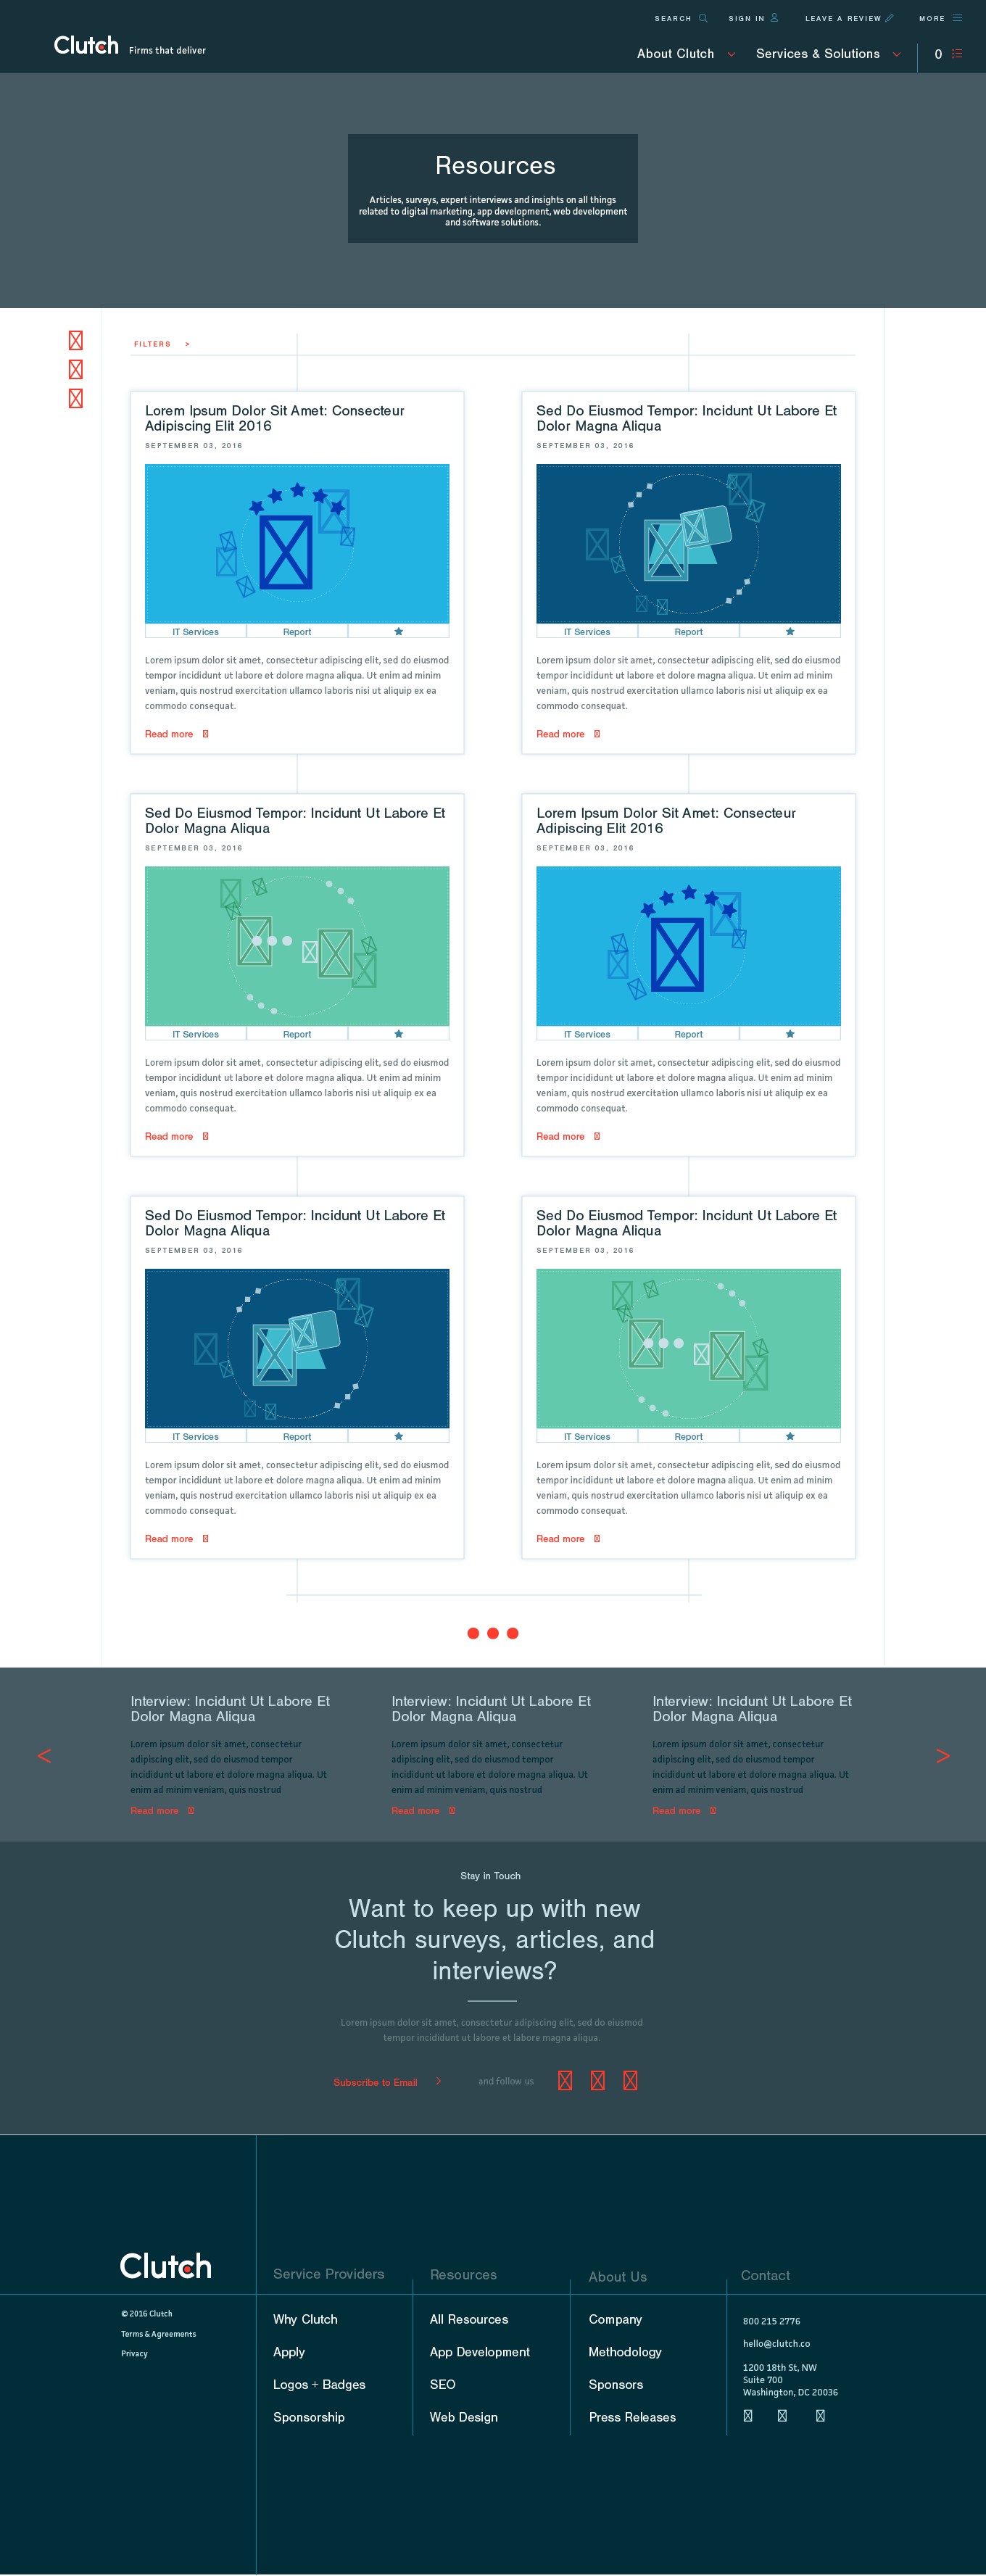 SEARCH SIGN IN LEAVE A REVIEW MORE
Clutch Firms that deliver
About Clutch Services & Solutions 0
Resources
Articles, surveys, expert interviews and insights on all things
related to digital marketing, app development, web development
and software solutions.
FILTERS >
Lorem Ipsum Dolor Sit Amet: Consecteur
Adipiscing Elit 2016
SEPTEMBER 03, 2016
IT Services Report
Lorem ipsum dolor sit amet, consectetur adipiscing elit, sed do eiusmod
tempor incididunt ut labore et dolore magna aliqua. Ut enim ad minim
veniam, quis nostrud exercitation ullamco laboris nisi ut aliquip ex ea
commodo consequat.
Read more
Sed Do Eiusmod Tempor: Incidunt Ut Labore Et
Dolor Magna Aliqua
SEPTEMBER 03, 2016
IT Services Report
Lorem ipsum dolor sit amet, consectetur adipiscing elit, sed do eiusmod
tempor incididunt ut labore et dolore magna aliqua. Ut enim ad minim
veniam, quis nostrud exercitation ullamco laboris nisi ut aliquip ex ea
commodo consequat.
Read more
Sed Do Eiusmod Tempor: Incidunt Ut Labore Et
Dolor Magna Aliqua
SEPTEMBER 03, 2016
IT Services Report
Lorem ipsum dolor sit amet, consectetur adipiscing elit, sed do eiusmod
tempor incididunt ut labore et dolore magna aliqua. Ut enim ad minim
veniam, quis nostrud exercitation ullamco laboris nisi ut aliquip ex ea
commodo consequat.
Read more
Lorem Ipsum Dolor Sit Amet: Consecteur
Adipiscing Elit 2016
SEPTEMBER 03, 2016
IT Services Report
Lorem ipsum dolor sit amet, consectetur adipiscing elit, sed do eiusmod
tempor incididunt ut labore et dolore magna aliqua. Ut enim ad minim
veniam, quis nostrud exercitation ullamco laboris nisi ut aliquip ex ea
commodo consequat.
Read more
Sed Do Eiusmod Tempor: Incidunt Ut Labore Et
Dolor Magna Aliqua
SEPTEMBER 03, 2016
IT Services Report
Lorem ipsum dolor sit amet, consectetur adipiscing elit, sed do eiusmod
tempor incididunt ut labore et dolore magna aliqua. Ut enim ad minim
veniam, quis nostrud exercitation ullamco laboris nisi ut aliquip ex ea
commodo consequat.
Read more
Sed Do Eiusmod Tempor: Incidunt Ut Labore Et
Dolor Magna Aliqua
SEPTEMBER 03, 2016
IT Services Report
Lorem ipsum dolor sit amet, consectetur adipiscing elit, sed do eiusmod
tempor incididunt ut labore et dolore magna aliqua. Ut enim ad minim
veniam, quis nostrud exercitation ullamco laboris nisi ut aliquip ex ea
commodo consequat.
Read more
Interview: Incidunt Ut Labore Et
Dolor Magna Aliqua
Lorem ipsum dolor sit amet, consectetur
adipiscing elit, sed do eiusmod tempor
incididunt ut labore et dolore magna aliqua. Ut
enim ad minim veniam, quis nostrud
Read more
Interview: Incidunt Ut Labore Et
Dolor Magna Aliqua
Lorem ipsum dolor sit amet, consectetur
adipiscing elit, sed do eiusmod tempor
incididunt ut labore et dolore magna aliqua. Ut
enim ad minim veniam, quis nostrud
Read more
Interview: Incidunt Ut Labore Et
Dolor Magna Aliqua
Lorem ipsum dolor sit amet, consectetur
adipiscing elit, sed do eiusmod tempor
incididunt ut labore et dolore magna aliqua. Ut
enim ad minim veniam, quis nostrud
Read more
Stay in Touch
Want to keep up with new
Clutch surveys, articles, and
interviews?
Lorem ipsum dolor sit amet, consectetur adipiscing elit, sed do eiusmod
tempor incididunt ut labore et labore magna aliqua.
Subscribe to Email > and follow us
Clutch
© 2016 Clutch
Terms & Agreements
Privacy
Service Providers
Why Clutch
Apply
Logos + Badges
Sponsorship
Resources
All Resources
App Development
SEO
Web Design
About Us
Company
Methodology
Sponsors
Press Releases
Contact
800 215 2776
hello@clutch.co
1200 18th St, NW
Suite 700
Washington, DC 20036